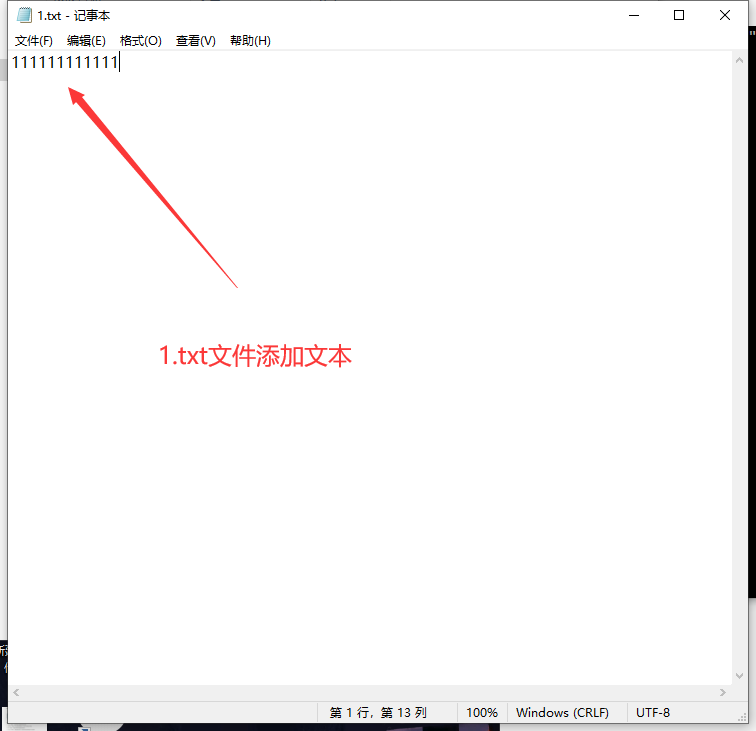 1.txt - 记事本
文件(F) 编辑(E) 格式(O) 查看(V) 帮助(H)
111111111111
1.txt文件添加文本
第 1 行，第 13 列 100% Windows (CRLF) UTF-8